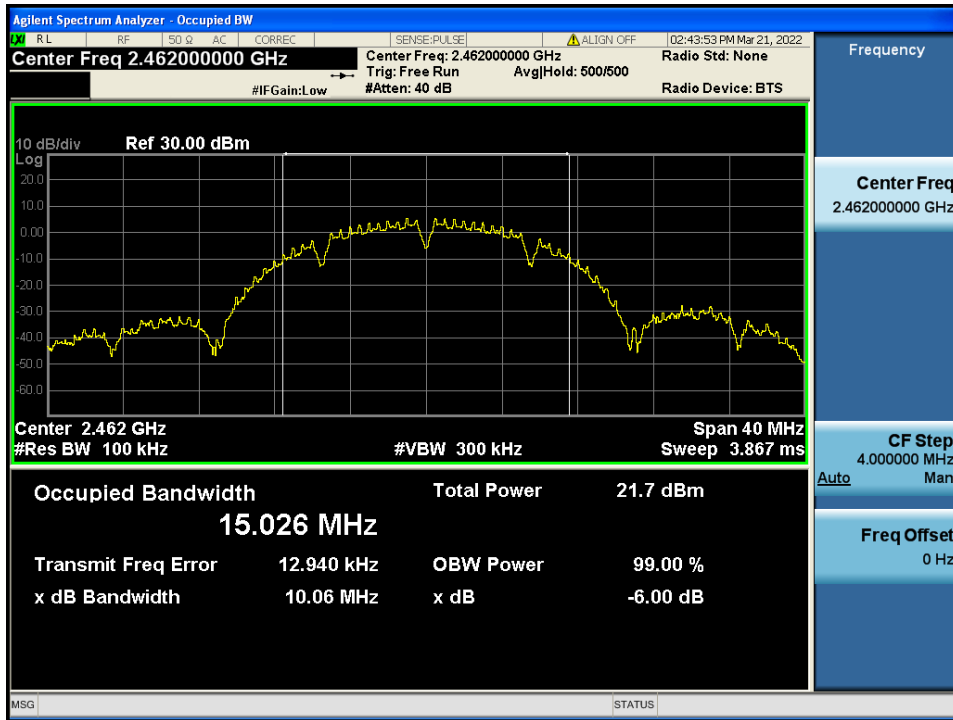 Agilent Spectrum Analyzer - Occupied BW
LXI RL RF 50 Ω AC CORREC SENSE:PULSE ALIGN OFF 02:43:53 PM Mar 21, 2022
Center Freq 2.462000000 GHz
Center Freq: 2.462000000 GHz
Radio Std: None
Trig: Free Run Avg|Hold: 500/500
#IFGain:Low
#Atten: 40 dB
Radio Device: BTS
10 dB/div Ref 30.00 dBm
Log
20.0
10.0
0.00
-10.0
-20.0
-30.0
-40.0
-50.0
-60.0
Center 2.462 GHz
Span 40 MHz
#Res BW 100 kHz
#VBW 300 kHz
Sweep 3.867 ms
Occupied Bandwidth
Total Power 21.7 dBm
15.026 MHz
Transmit Freq Error 12.940 kHz
OBW Power 99.00 %
x dB Bandwidth 10.06 MHz
x dB -6.00 dB
MSG
STATUS
Frequency
Center Freq
2.462000000 GHz
CF Step
4.000000 MHz
Auto Man
Freq Offset
0 Hz